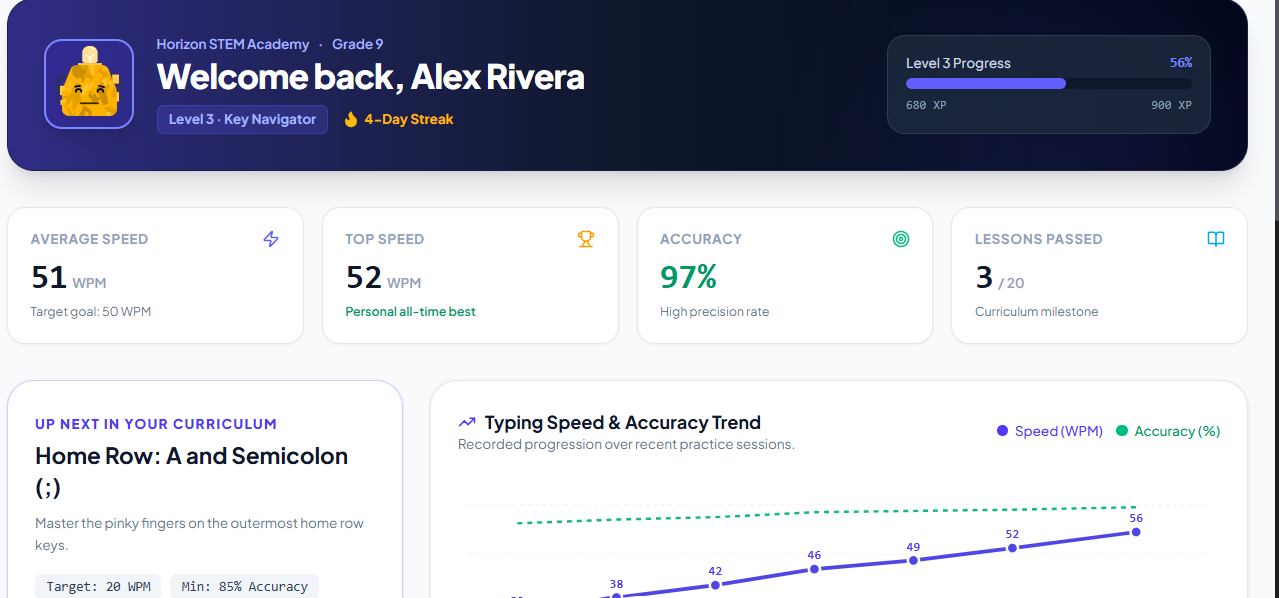 Horizon STEM Academy · Grade 9
Welcome back, Alex Rivera
Level 3 · Key Navigator
4-Day Streak
Level 3 Progress
56%
680 XP
900 XP
AVERAGE SPEED
51 WPM
Target goal: 50 WPM
TOP SPEED
52 WPM
Personal all-time best
ACCURACY
97%
High precision rate
LESSONS PASSED
3 / 20
Curriculum milestone
UP NEXT IN YOUR CURRICULUM
Home Row: A and Semicolon
(;)
Master the pinky fingers on the outermost home row
keys.
Target: 20 WPM
Min: 85% Accuracy
Typing Speed & Accuracy Trend
Recorded progression over recent practice sessions.
Speed (WPM)
Accuracy (%)
38
42
46
49
52
56